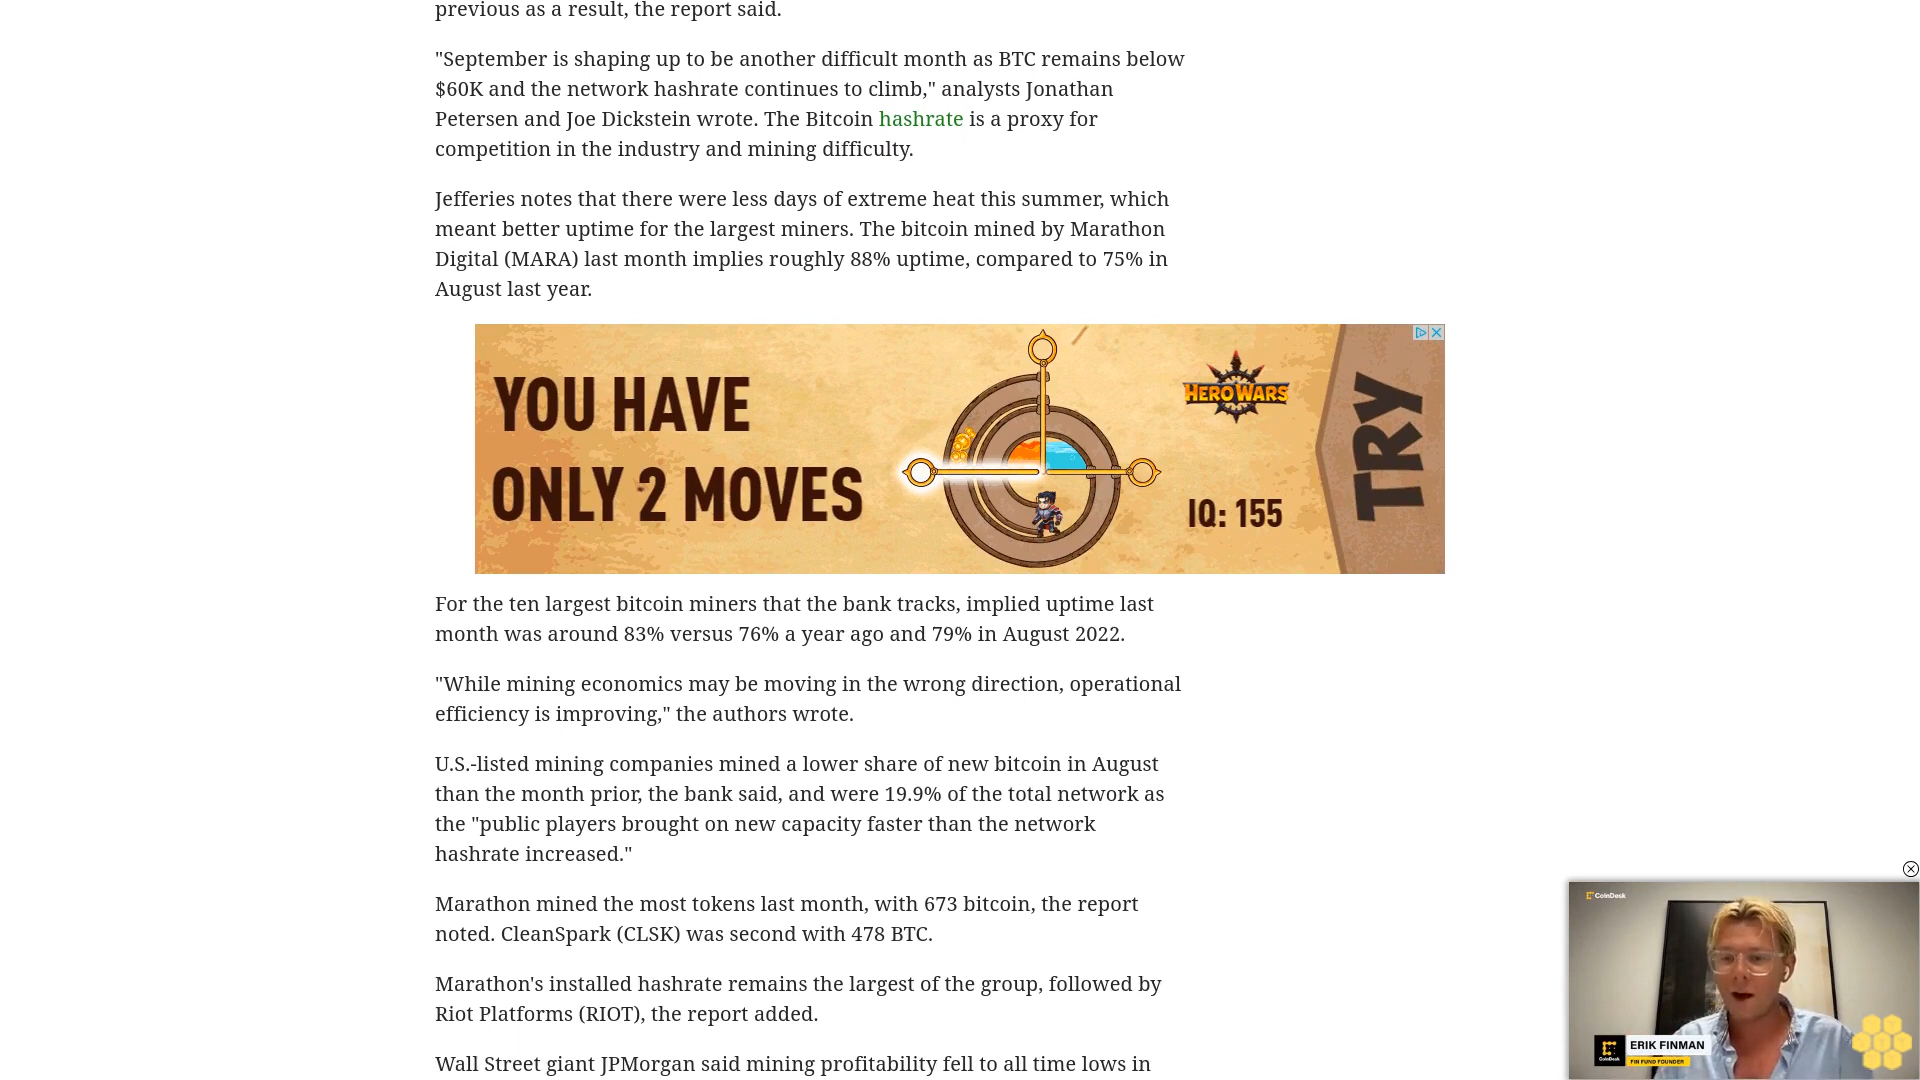 previous as a result, the report said.
"September is shaping up to be another difficult month as BTC remains below
$60K and the network hashrate continues to climb," analysts Jonathan
Petersen and Joe Dickstein wrote. The Bitcoin hashrate is a proxy for
competition in the industry and mining difficulty.
Jefferies notes that there were less days of extreme heat this summer, which
meant better uptime for the largest miners. The bitcoin mined by Marathon
Digital (MARA) last month implies roughly 88% uptime, compared to 75% in
August last year.
YOU HAVE
ONLY 2 MOVES
HERO WARS
IQ: 155
TRY
For the ten largest bitcoin miners that the bank tracks, implied uptime last
month was around 83% versus 76% a year ago and 79% in August 2022.
"While mining economics may be moving in the wrong direction, operational
efficiency is improving," the authors wrote.
U.S.-listed mining companies mined a lower share of new bitcoin in August
than the month prior, the bank said, and were 19.9% of the total network as
the "public players brought on new capacity faster than the network
hashrate increased."
Marathon mined the most tokens last month, with 673 bitcoin, the report
noted. CleanSpark (CLSK) was second with 478 BTC.
Marathon's installed hashrate remains the largest of the group, followed by
Riot Platforms (RIOT), the report added.
Wall Street giant JPMorgan said mining profitability fell to all time lows in
CoinDesk
ERIK FINMAN
FIN FUND FOUNDER
CoinDesk